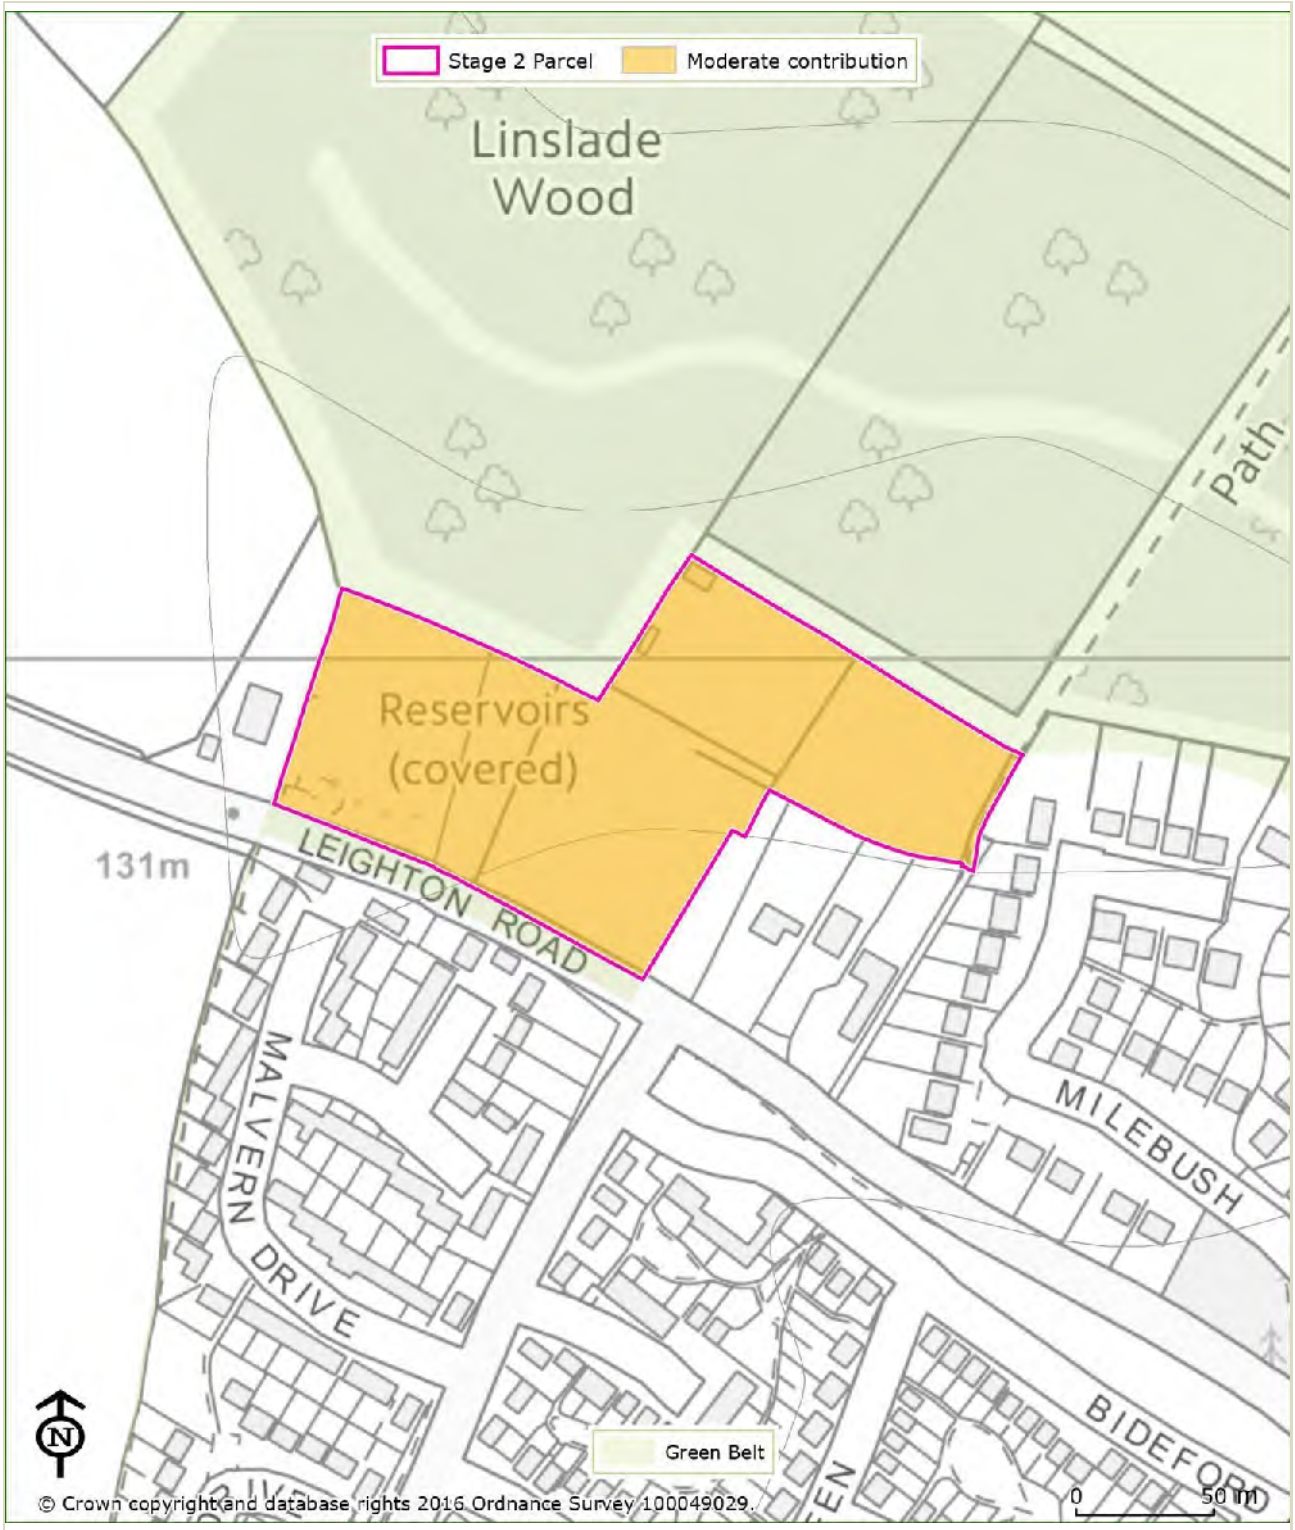 Stage 2 Parcel Moderate contribution
Linslade
Wood
Path
Reservoirs
(covered)
LEIGHTON ROAD
131m
MALVERN DRIVE
MILEBUSH
BIDEFORD
Green Belt
N
© Crown copyright and database rights 2016 Ordnance Survey 100049029.
0 50 m